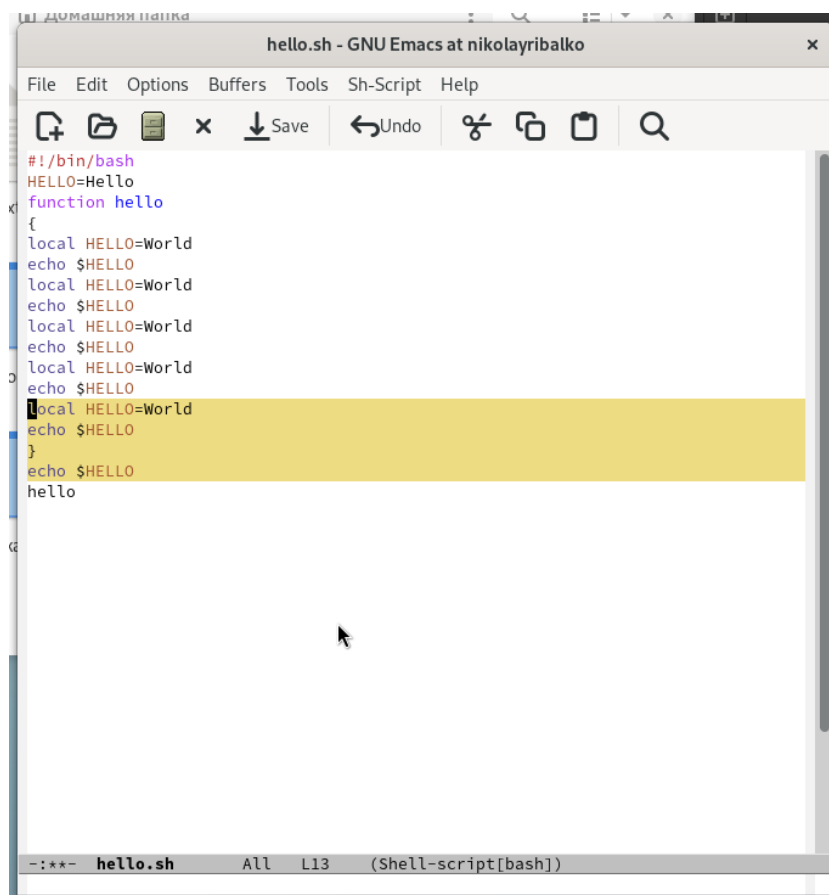 Домашняя папка
hello.sh - GNU Emacs at nikolayribalko
File Edit Options Buffers Tools Sh-Script Help
Save Undo
#!/bin/bash
HELLO=Hello
function hello
{
local HELLO=World
echo $HELLO
local HELLO=World
echo $HELLO
local HELLO=World
echo $HELLO
local HELLO=World
echo $HELLO
local HELLO=World
echo $HELLO
}
echo $HELLO
hello
-:**- hello.sh All L13 (Shell-script[bash])